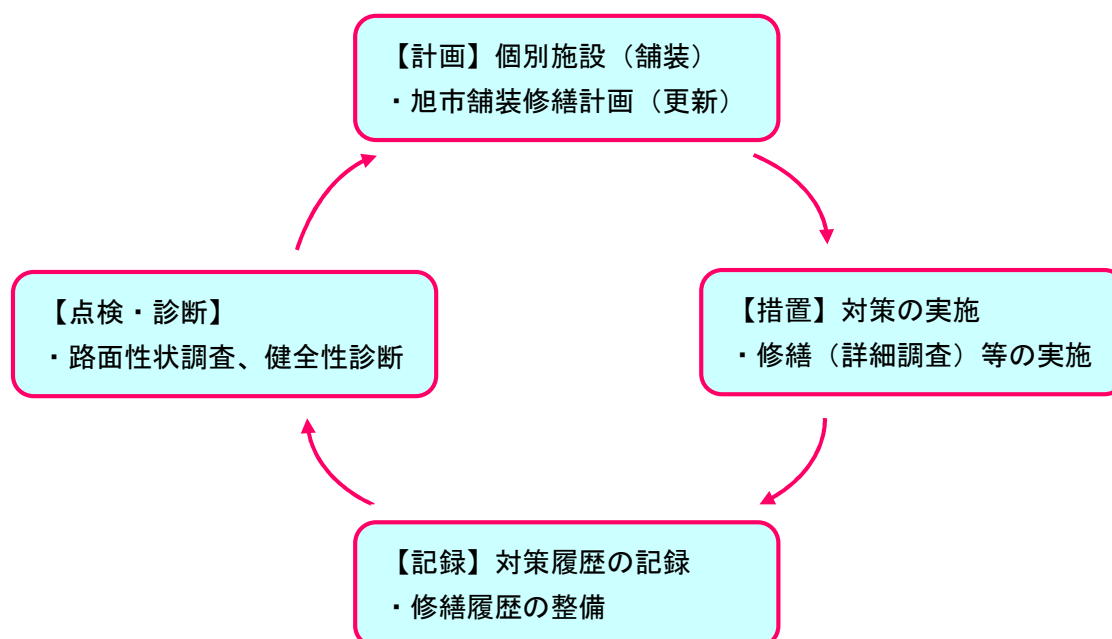 【計画】個別施設（舗装）
・旭市舗装修繕計画（更新）
【点検・診断】
・路面性状調査、健全性診断
【措置】対策の実施
・修繕（詳細調査）等の実施
【記録】対策履歴の記録
・修繕履歴の整備